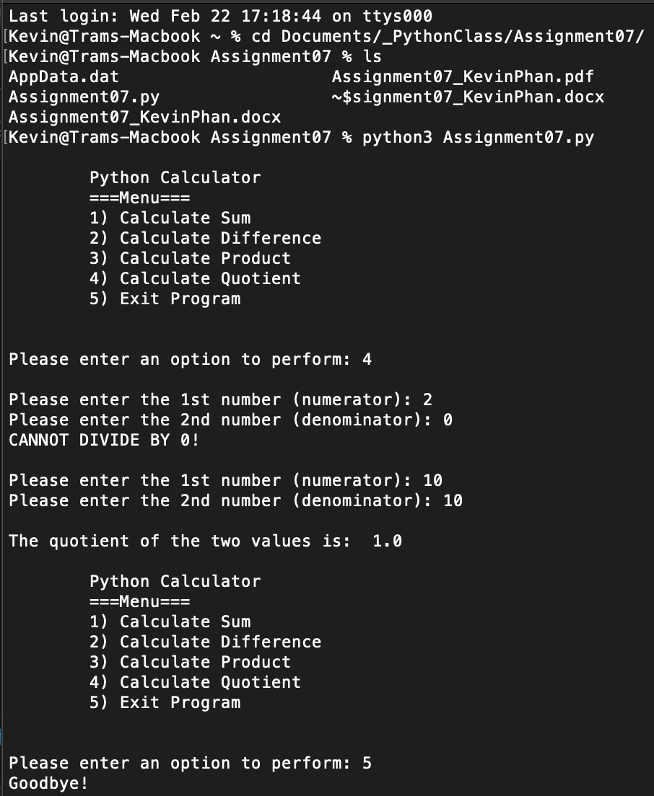 Last login: Wed Feb 22 17:18:44 on ttys000
[Kevin@Trams-Macbook ~ % cd Documents/_PythonClass/Assignment07/
[Kevin@Trams-Macbook Assignment07 % ls
AppData.dat                     Assignment07_KevinPhan.pdf
Assignment07.py                 ~$signment07_KevinPhan.docx
Assignment07_KevinPhan.docx
[Kevin@Trams-Macbook Assignment07 % python3 Assignment07.py
        Python Calculator
        ===Menu===
        1) Calculate Sum
        2) Calculate Difference
        3) Calculate Product
        4) Calculate Quotient
        5) Exit Program
Please enter an option to perform: 4
Please enter the 1st number (numerator): 2
Please enter the 2nd number (denominator): 0
CANNOT DIVIDE BY 0!
Please enter the 1st number (numerator): 10
Please enter the 2nd number (denominator): 10
The quotient of the two values is:  1.0
        Python Calculator
        ===Menu===
        1) Calculate Sum
        2) Calculate Difference
        3) Calculate Product
        4) Calculate Quotient
        5) Exit Program
Please enter an option to perform: 5
Goodbye!